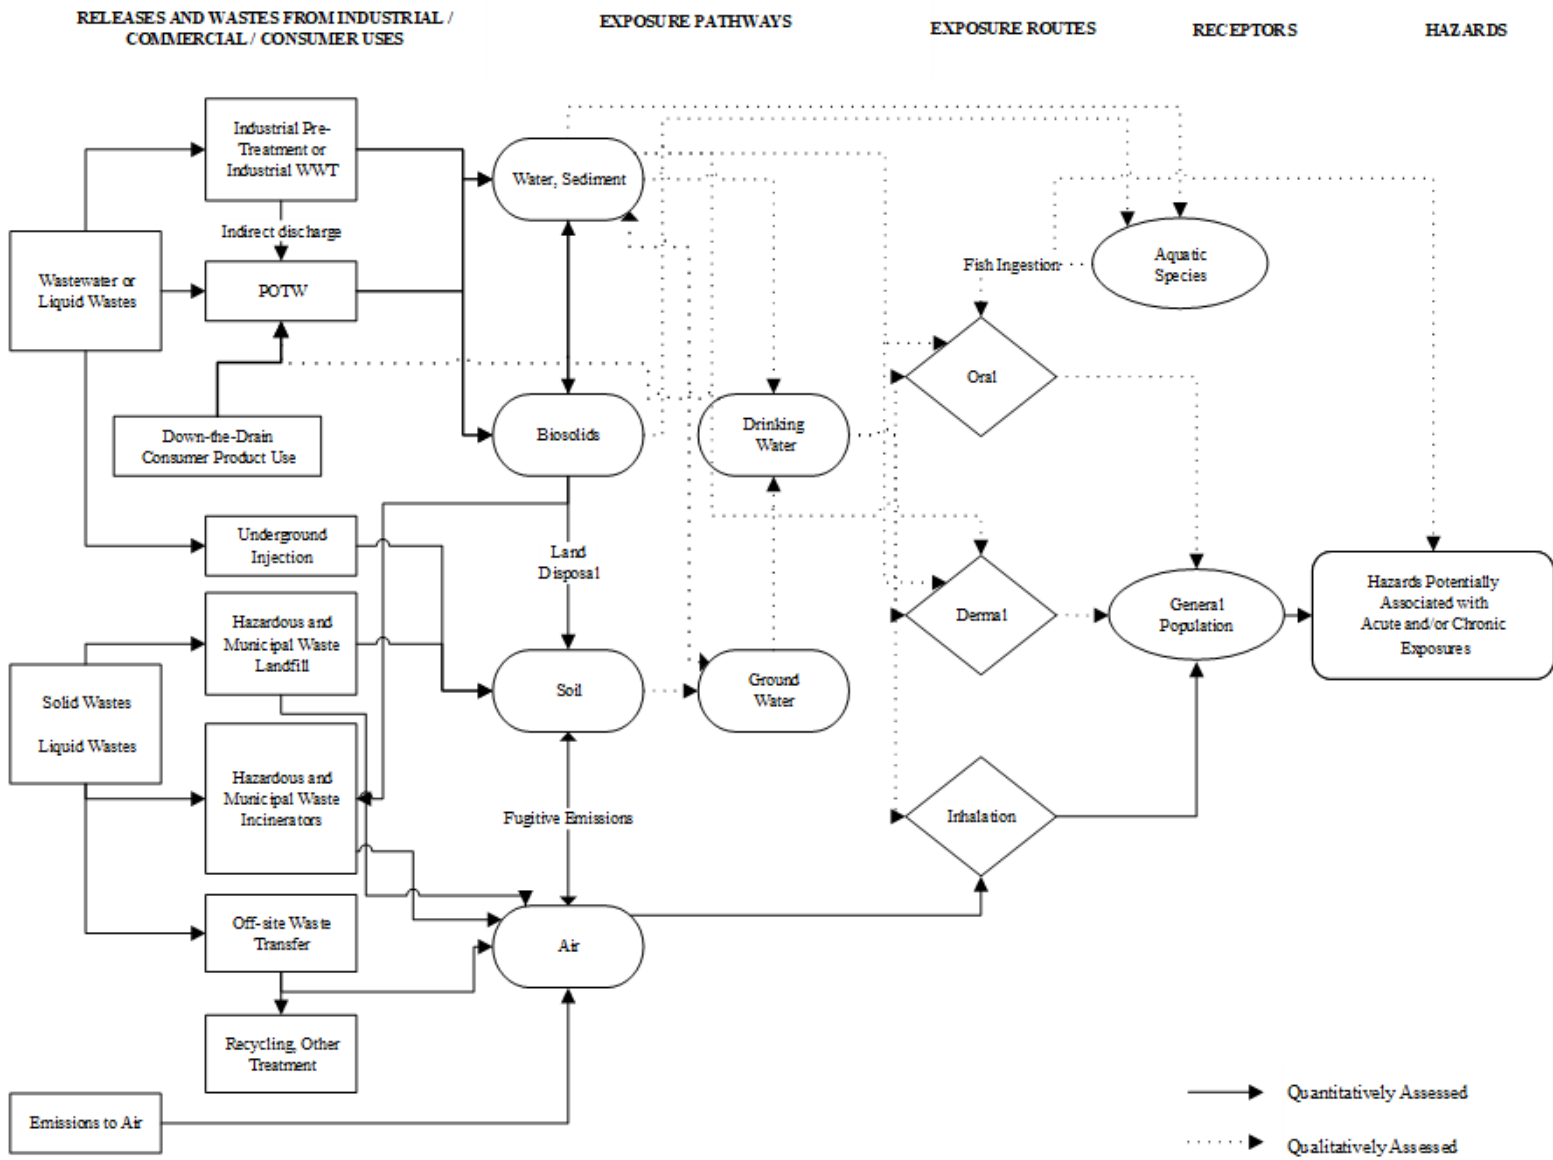 RELEASES AND WASTES FROM INDUSTRIAL /
COMMERCIAL / CONSUMER USES
EXPOSURE PATHWAYS
EXPOSURE ROUTES
RECEPTORS
HAZARDS
Industrial Pre-
Treatment or
Industrial WWT
Water, Sediment
Indirect discharge
Wastewater or
Liquid Wastes
POTW
Fish Ingestion
Aquatic
Species
Oral
Down-the-Drain
Consumer Product Use
Biosolids
Drinking
Water
Underground
Injection
Land
Disposal
Hazardous and
Municipal Waste
Landfill
Dermal
General
Population
Hazards Potentially
Associated with
Acute and/or Chronic
Exposures
Solid Wastes
Liquid Wastes
Soil
Ground
Water
Hazardous and
Municipal Waste
Incinerators
Fugitive Emissions
Inhalation
Off-site Waste
Transfer
Air
Recycling, Other
Treatment
Emissions to Air
Quantitatively Assessed
Qualitatively Assessed